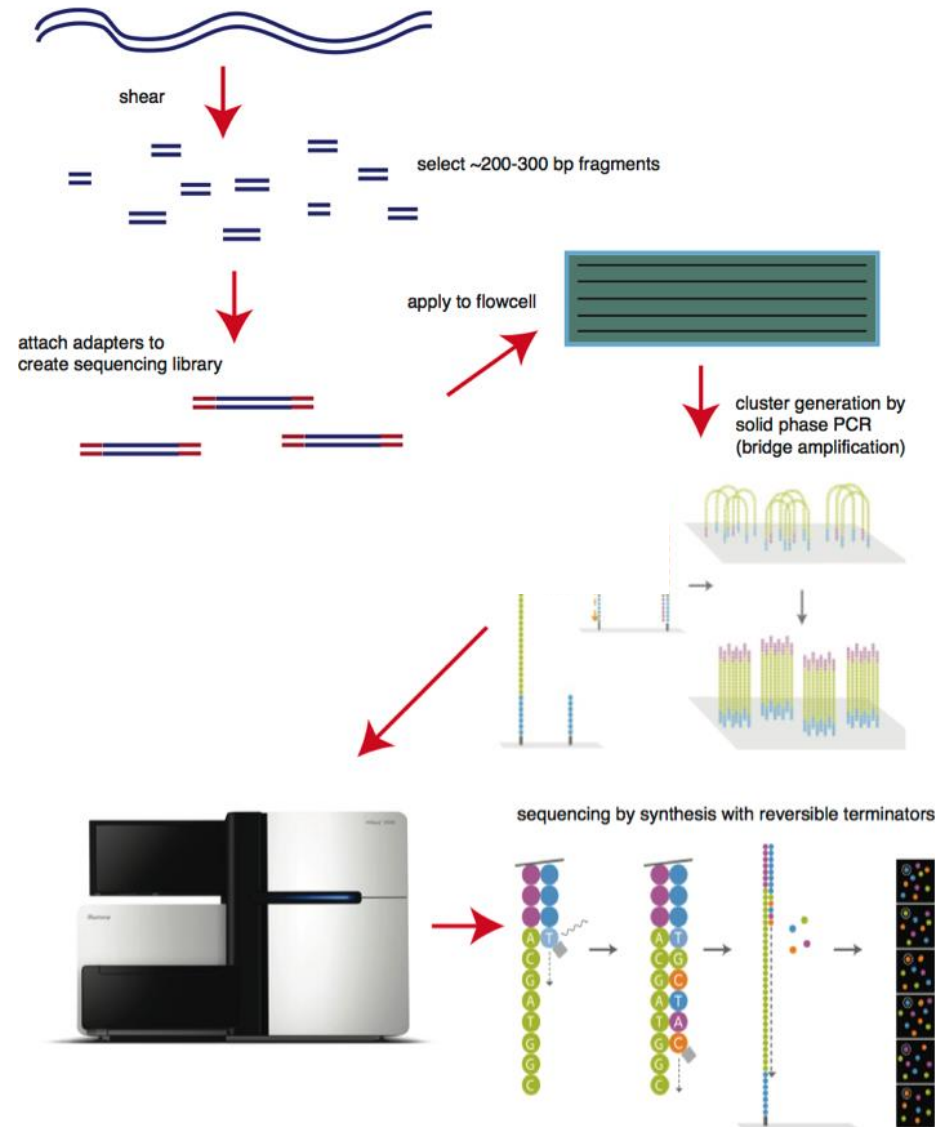 shear
select ~200-300 bp fragments
apply to flowcell
attach adapters to
create sequencing library
cluster generation by
solid phase PCR
(bridge amplification)
sequencing by synthesis with reversible terminators
illumina
A T
C
G
A
T
G
G
C
A T
C G
G C
A T
T A
G C
G
C